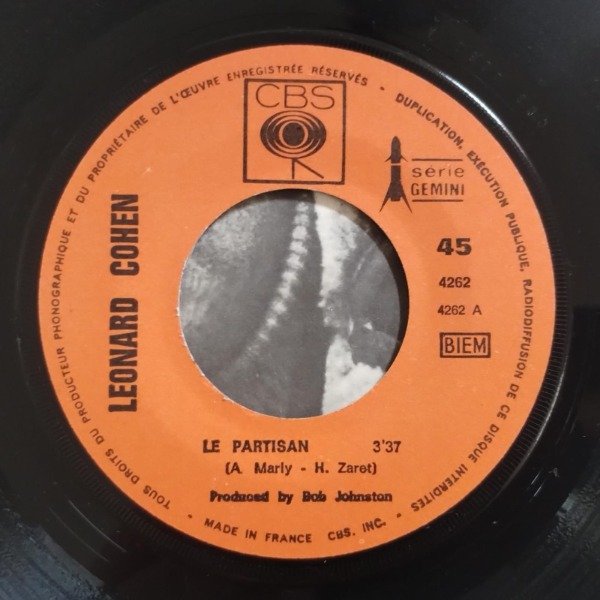 TOUS DROITS DU PRODUCTEUR PHONOGRAPHIQUE ET DU PROPRIÉTAIRE DE L'ŒUVRE ENREGISTRÉE RÉSERVÉS - DUPLICATION, EXÉCUTION PUBLIQUE, RADIODIFFUSION DE CE DISQUE INTERDITES -
CBS
série
GEMINI
LEONARD COHEN
45
4262
4262 A
BIEM
LE PARTISAN 3'37
(A. Marly - H. Zaret)
Produced by Bob Johnston
MADE IN FRANCE CBS. INC. -